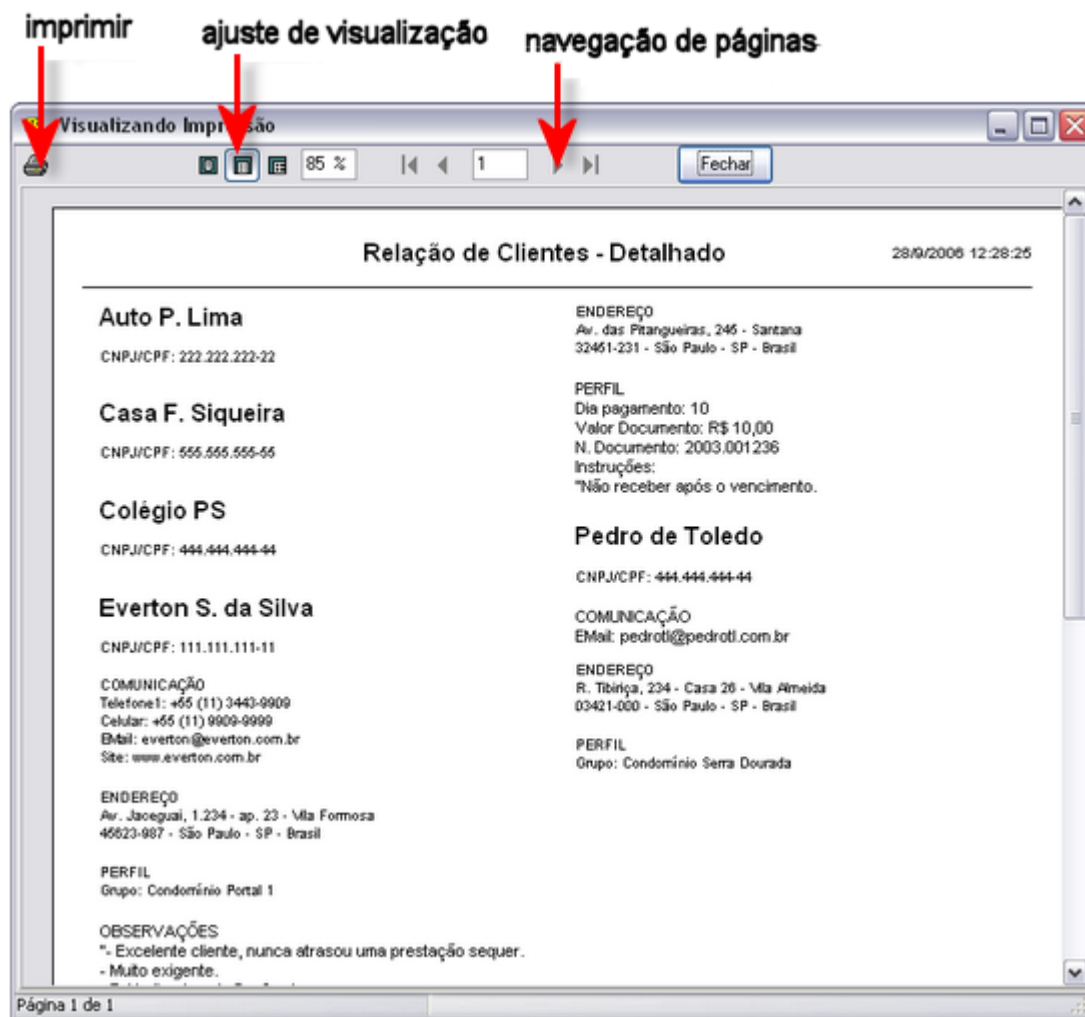 imprimir
ajuste de visualização
navegação de páginas
Visualizando Impressão
85 %
1
Fechar
Relação de Clientes - Detalhado
28/9/2006 12:28:25
Auto P. Lima
CNPJ/CPF: 222.222.222-22
Casa F. Siqueira
CNPJ/CPF: 555.555.555-55
Colégio PS
CNPJ/CPF: 444.444.444-44
Everton S. da Silva
CNPJ/CPF: 111.111.111-11
COMUNICAÇÃO
Telefone1: +55 (11) 3443-9909
Celular: +55 (11) 9909-9999
EMail: everton@everton.com.br
Site: www.everton.com.br
ENDEREÇO
Av. Jaceguai, 1.234 - ap. 23 - Vila Formosa
45623-987 - São Paulo - SP - Brasil
PERFIL
Grupo: Condomínio Portal 1
OBSERVAÇÕES
"- Excelente cliente, nunca atrasou uma prestação sequer.
- Muito exigente.
ENDEREÇO
Av. das Pitangueiras, 245 - Santana
32451-231 - São Paulo - SP - Brasil
PERFIL
Dia pagamento: 10
Valor Documento: R$ 10,00
N. Documento: 2003.001236
Instruções:
"Não receber após o vencimento.
Pedro de Toledo
CNPJ/CPF: 444.444.444-44
COMUNICAÇÃO
EMail: pedrotl@pedrotl.com.br
ENDEREÇO
R. Tibiriça, 234 - Casa 26 - Vila Almeida
03421-000 - São Paulo - SP - Brasil
PERFIL
Grupo: Condomínio Serra Dourada
Página 1 de 1